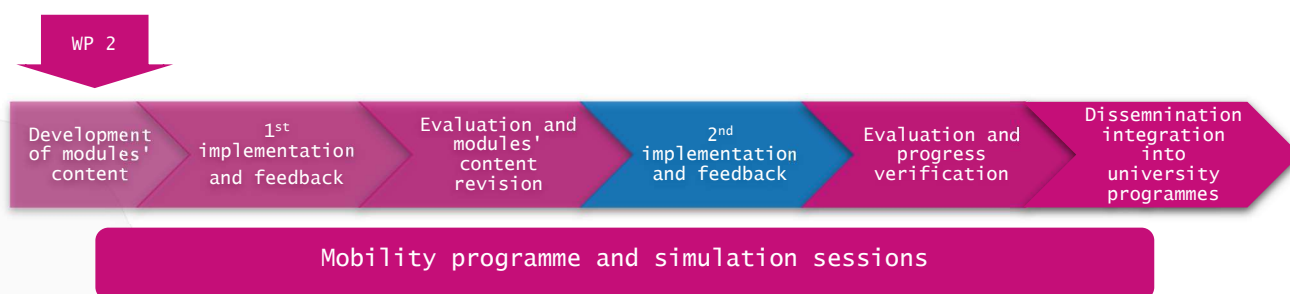 WP 2
Development
of modules'
content
1st
implementation
and feedback
Evaluation and
modules'
content
revision
2nd
implementation
and feedback
Evaluation and
progress
verification
Dissemnination
integration
into
university
programmes
Mobility programme and simulation sessions